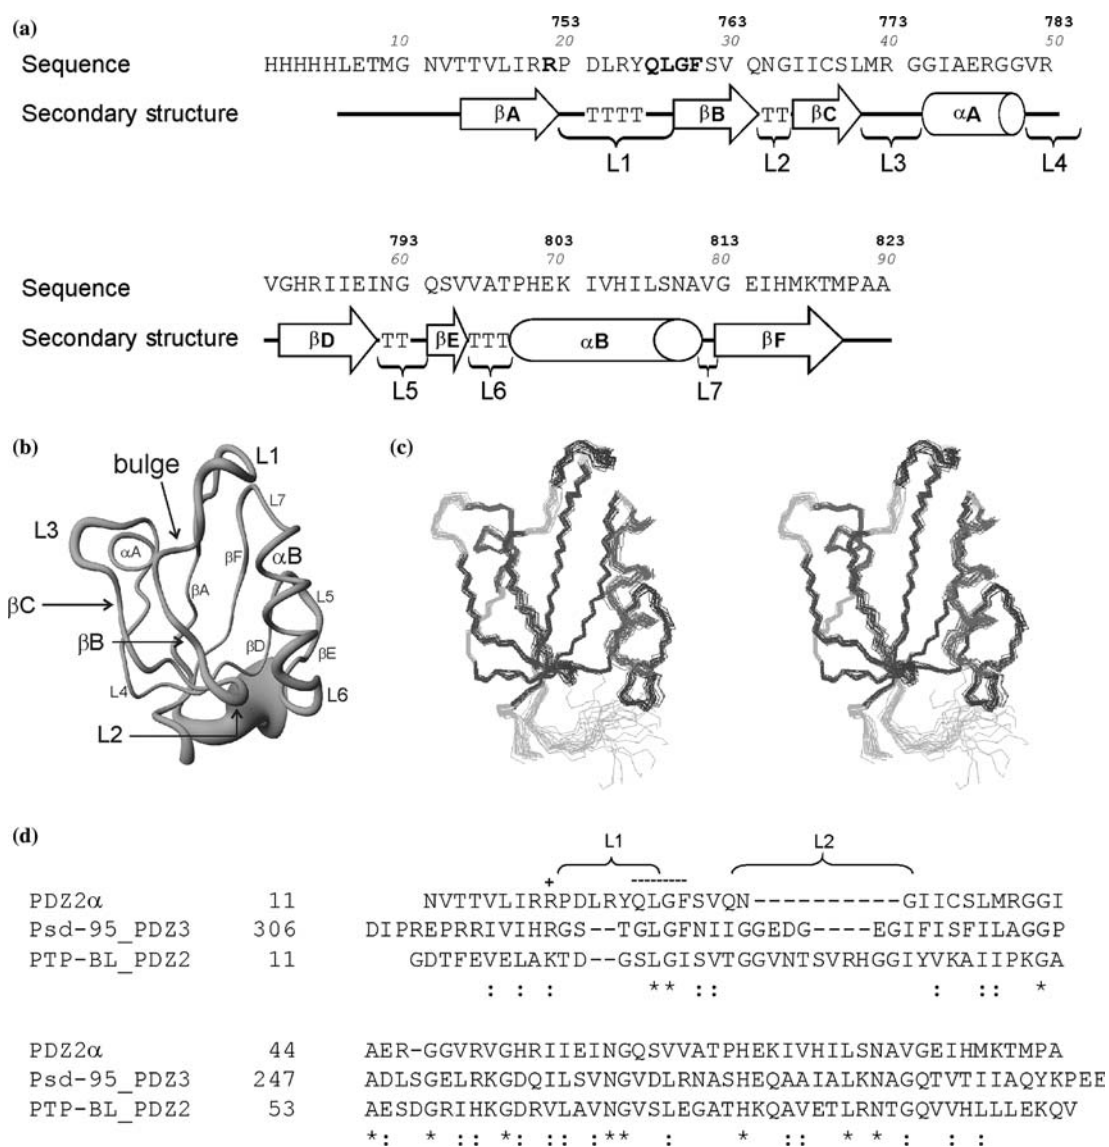 (a)
753 763 773 783
10 20 30 40 50
Sequence HHHHHLETMG NVTTVLIRRP DLRYQLGFSV QNGIICSLMR GGIAERGGVR
Secondary structure βA TTTT βB TT βC αA
L1 L2 L3 L4
793 803 813 823
60 70 80 90
Sequence VGHRIIEING QSVVATPHEK IVHILSNAVG EIHMKTMPAA
Secondary structure βD TT βE TTT αB βF
L5 L6 L7
(b)
bulge
L1
L7
L3
αA
βF
αB
βA
L5
βC
βB
βD
βE
L4
L6
L2
(c)
(d)
L1 L2
+ -------
PDZ2α 11 NVTTVLIRRPDLRYQLGFSVQN-----------GIICSLMRGGI
Psd-95_PDZ3 306 DIPREPRRIVIHRGS--TGLGFNIIGGEDG----EGIFISFILAGGP
PTP-BL_PDZ2 11 GDTFEVELAKTD--GSLGISVTGGVNTSVRHGGIYVKAIIPKGA
: : : ** :: : :: *
PDZ2α 44 AER-GGVRVGHRIIEINGQSVVATPHEKIVHILSNAVGEIHMKTMPA
Psd-95_PDZ3 247 ADLSGELRKGDQILSVNGVDLRNASHEQAAIALKNAGQTVTIIAQYKPEE
PTP-BL_PDZ2 53 AESDGRIHKGDRVLAVNGVSLEGATHKQAVETLRNTGQVVHLLLEKQV
*: * :: *: :: ** : * :: * * : : :